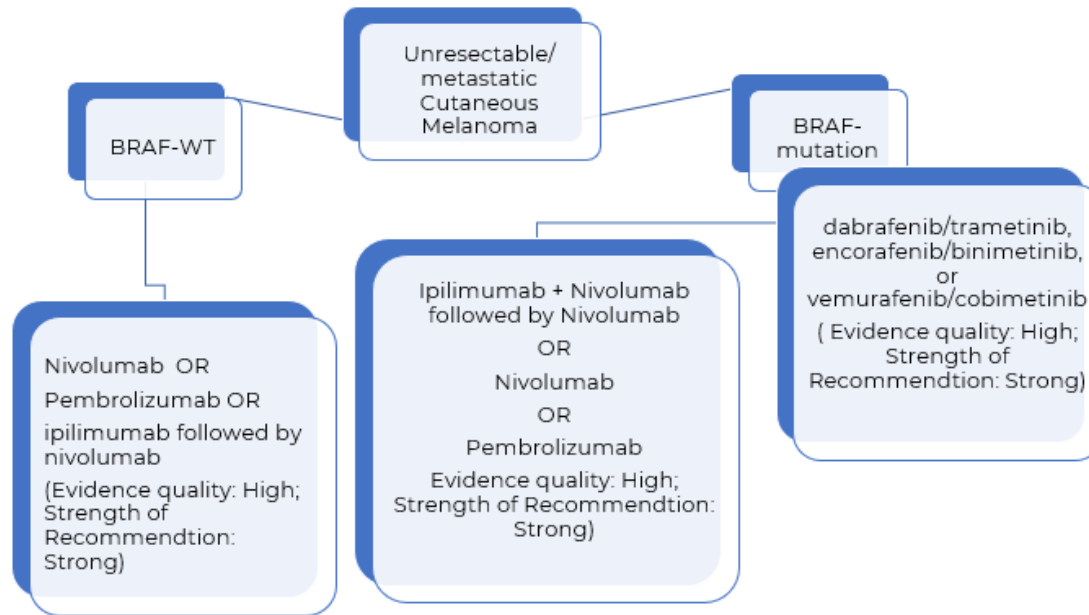 Unresectable/
metastatic
Cutaneous
Melanoma
BRAF-WT
BRAF-
mutation
Nivolumab OR
Pembrolizumab OR
ipilimumab followed by
nivolumab
(Evidence quality: High;
Strength of
Recommendtion:
Strong)
Ipilimumab + Nivolumab
followed by Nivolumab
OR
Nivolumab
OR
Pembrolizumab
Evidence quality: High;
Strength of Recommendtion:
Strong)
dabrafenib/trametinib,
encorafenib/binimetinib,
or
vemurafenib/cobimetinib
( Evidence quality: High;
Strength of
Recommendtion: Strong)